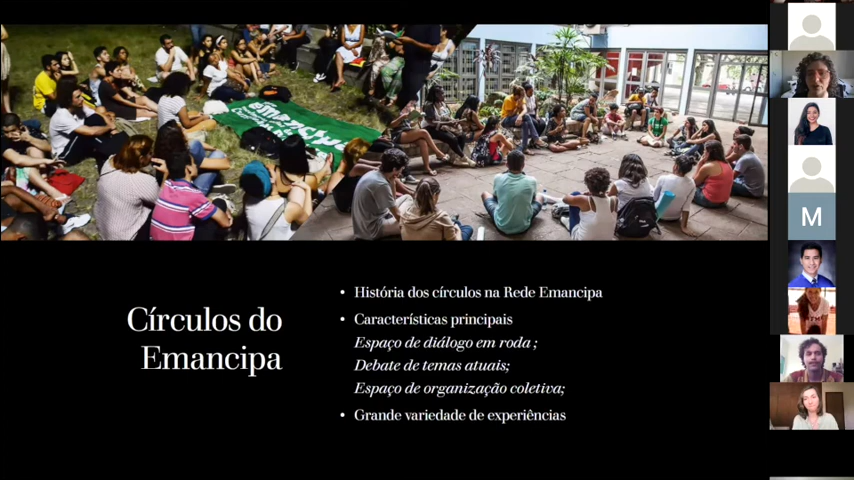 emancipa
M
Círculos do
Emancipa
• História dos círculos na Rede Emancipa
• Características principais
Espaço de diálogo em roda ;
Debate de temas atuais;
Espaço de organização coletiva;
• Grande variedade de experiências